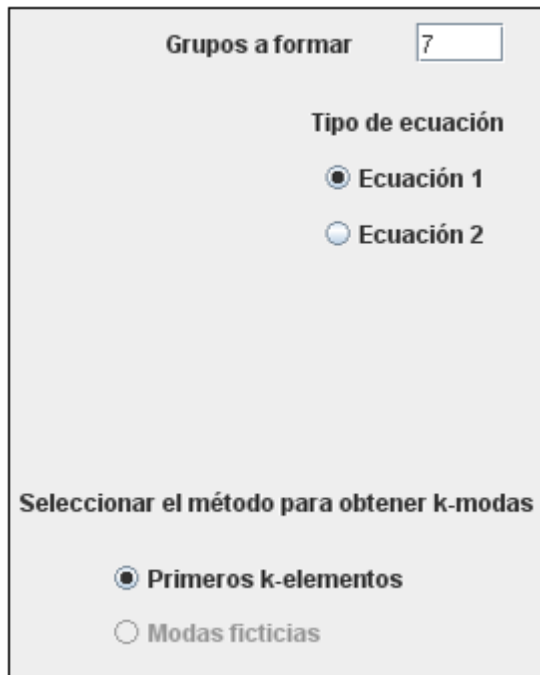 Grupos a formar 7
Tipo de ecuación
Ecuación 1
Ecuación 2
Seleccionar el método para obtener k-modas
Primeros k-elementos
Modas ficticias